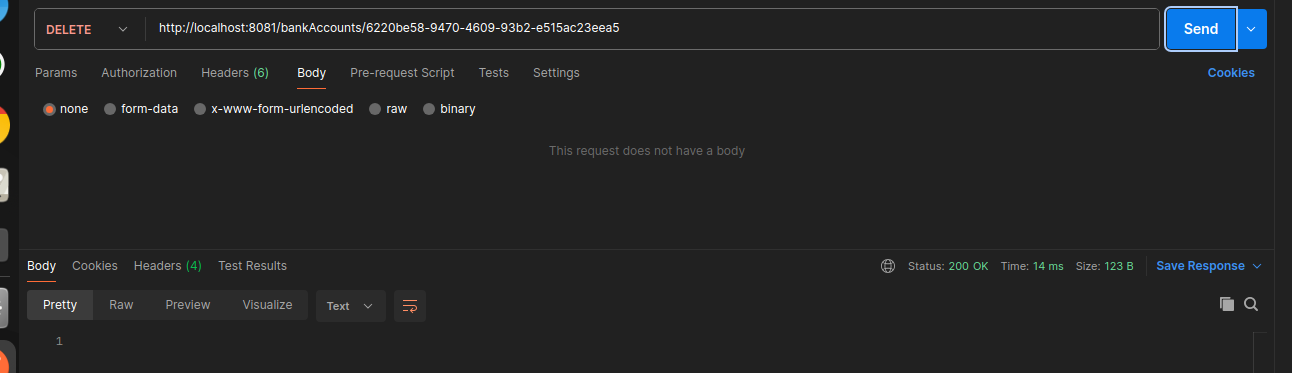 DELETE http://localhost:8081/bankAccounts/6220be58-9470-4609-93b2-e515ac23eea5 Send
Params Authorization Headers (6) Body Pre-request Script Tests Settings Cookies
none form-data x-www-form-urlencoded raw binary
This request does not have a body
Body Cookies Headers (4) Test Results Status: 200 OK Time: 14 ms Size: 123 B Save Response
Pretty Raw Preview Visualize Text
1